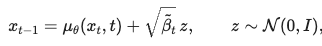 $x_{t-1} = \mu_\theta(x_t, t) + \sqrt{\tilde{\beta}_t}\, z, \qquad z \sim \mathcal{N}(0, I),$